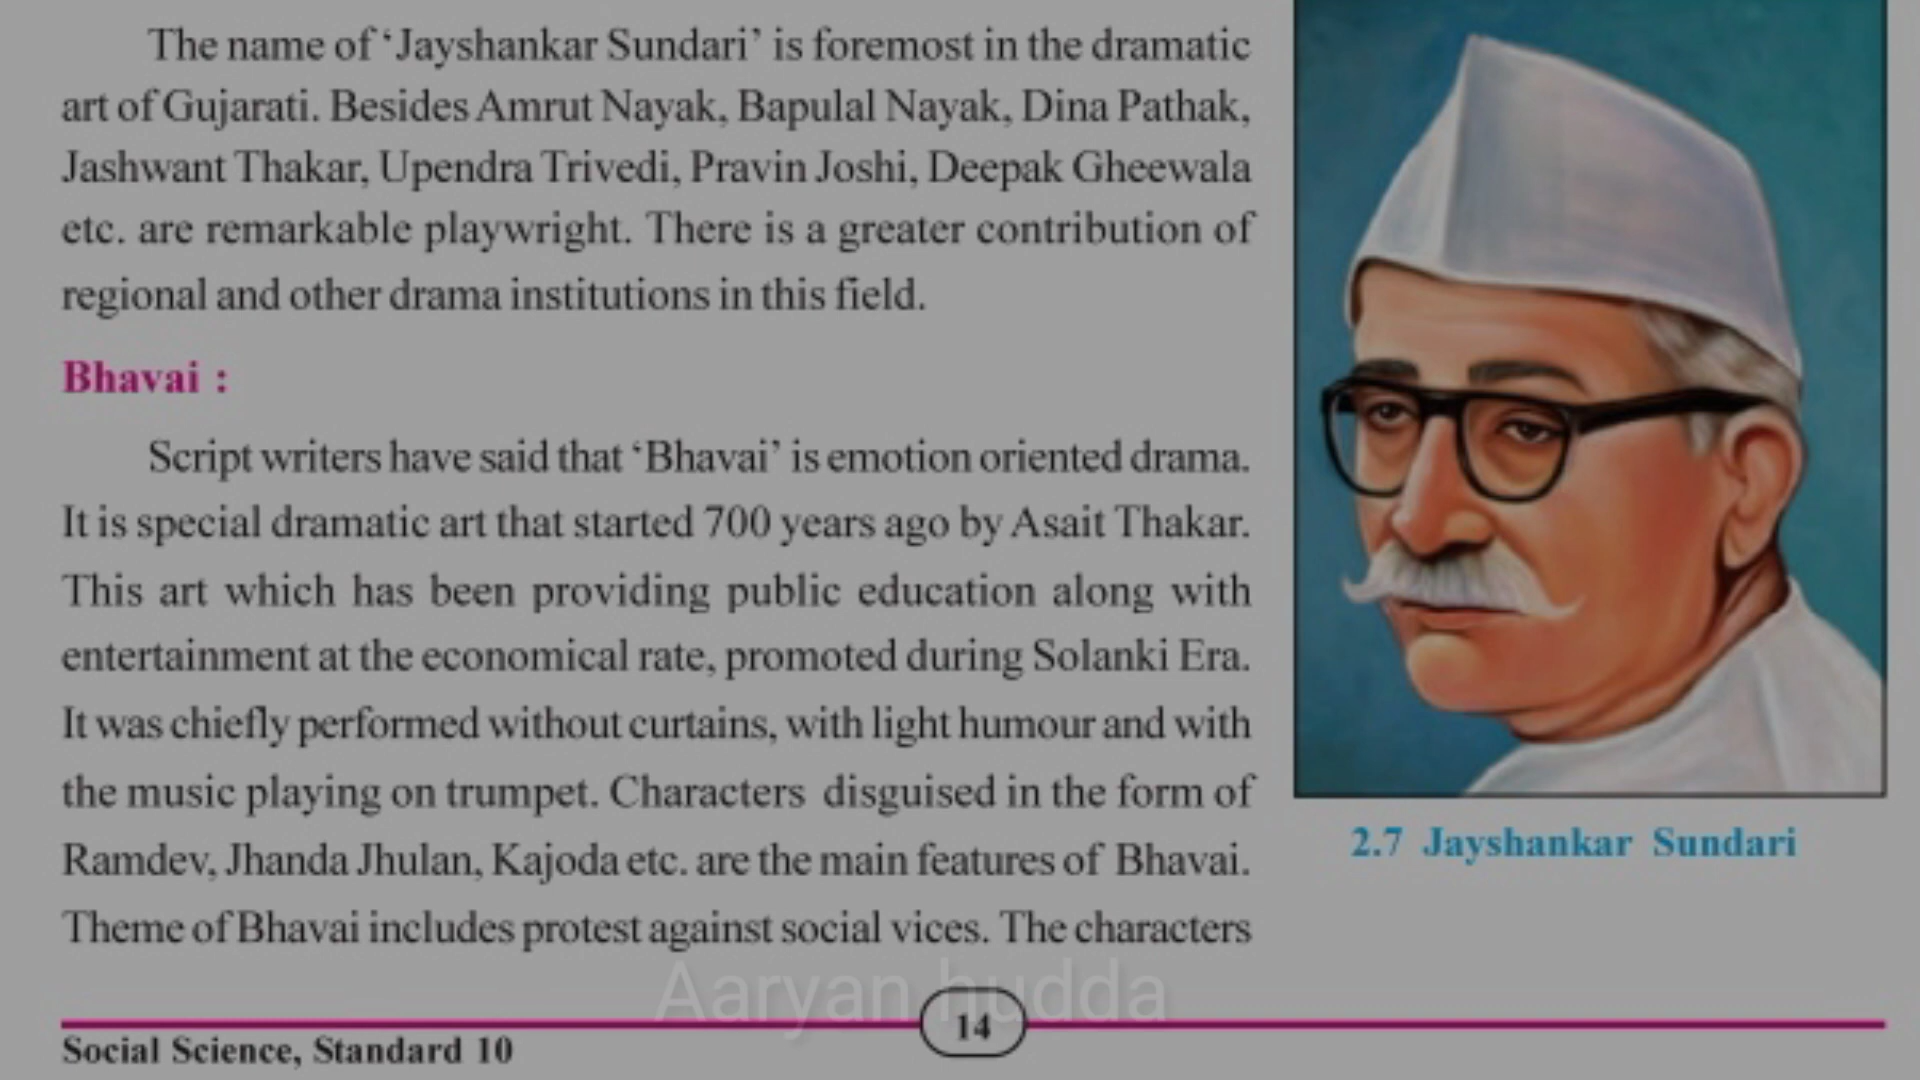 The name of ‘Jayshankar Sundari’ is foremost in the dramatic
art of Gujarati. Besides Amrut Nayak, Bapulal Nayak, Dina Pathak,
Jashwant Thakar, Upendra Trivedi, Pravin Joshi, Deepak Gheewala
etc. are remarkable playwright. There is a greater contribution of
regional and other drama institutions in this field.
Bhavai :
Script writers have said that ‘Bhavai’ is emotion oriented drama.
It is special dramatic art that started 700 years ago by Asait Thakar.
This art which has been providing public education along with
entertainment at the economical rate, promoted during Solanki Era.
It was chiefly performed without curtains, with light humour and with
the music playing on trumpet. Characters disguised in the form of
Ramdev, Jhanda Jhulan, Kajoda etc. are the main features of Bhavai.
Theme of Bhavai includes protest against social vices. The characters
2.7 Jayshankar Sundari
Aaryan hudda
14
Social Science, Standard 10